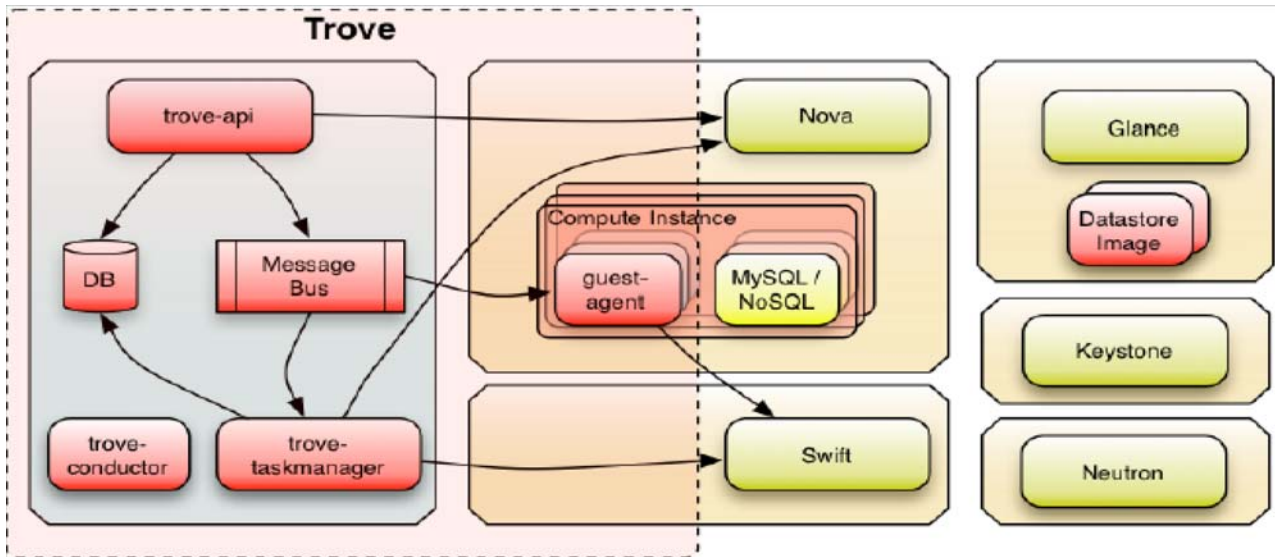 Trove
trove-api
Nova
Glance
Compute Instance
Datastore
Image
DB
Message
Bus
guest-
agent
MySQL /
NoSQL
Keystone
trove-
conductor
trove-
taskmanager
Swift
Neutron